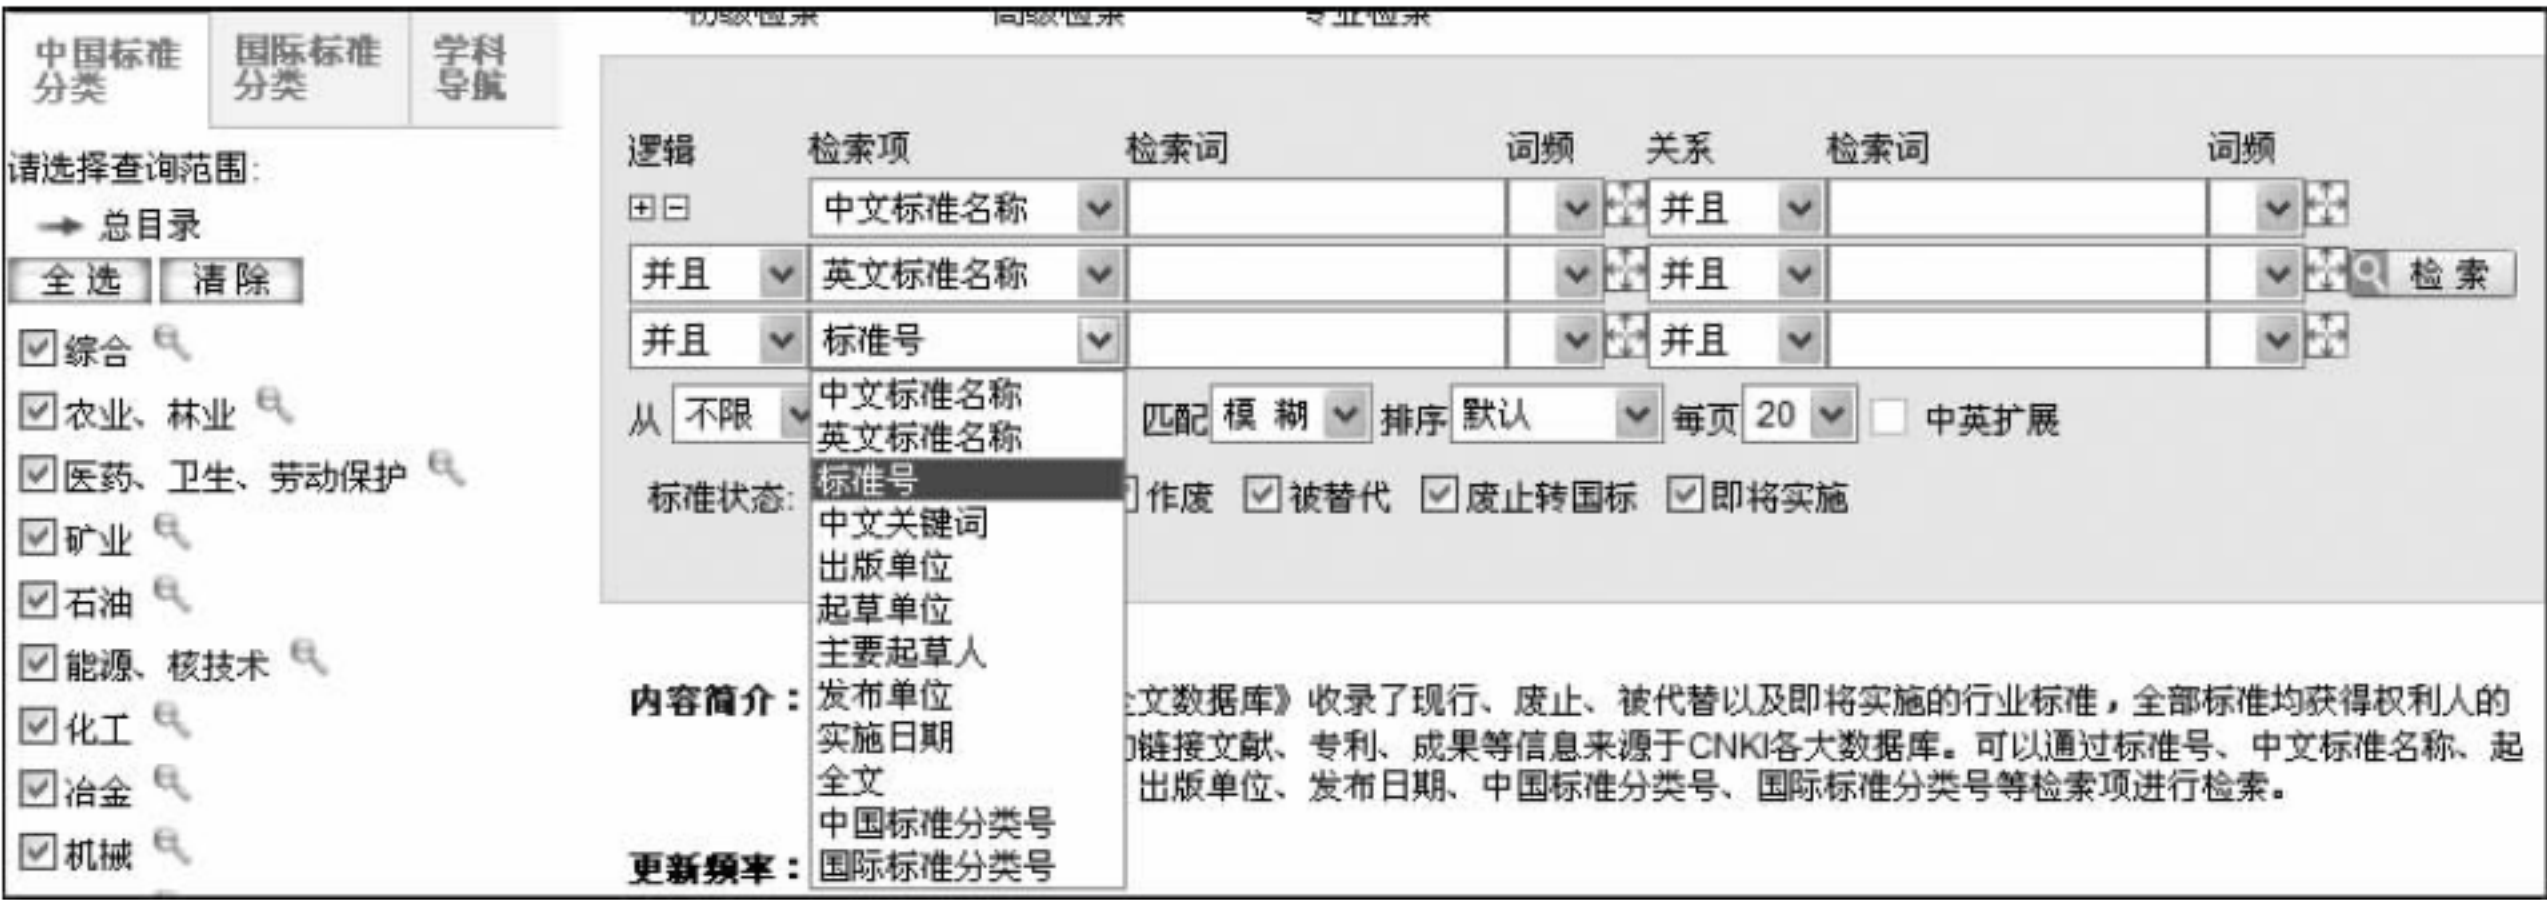 初级检索 高级检索 专业检索
中国标准分类 国际标准分类 学科导航
请选择查询范围:
总目录
全选 清除
综合
农业、林业
医药、卫生、劳动保护
矿业
石油
能源、核技术
化工
冶金
机械
逻辑 检索项 检索词 词频 关系 检索词 词频
中文标准名称 并且
并且 英文标准名称 并且 检索
并且 标准号 并且
从 不限 匹配 模糊 排序 默认 每页 20 中英扩展
标准状态: 作废 被替代 废止转国标 即将实施
中文标准名称
英文标准名称
标准号
中文关键词
出版单位
起草单位
主要起草人
发布单位
实施日期
全文
中国标准分类号
国际标准分类号
内容简介: 文数据库》收录了现行、废止、被代替以及即将实施的行业标准,全部标准均获得权利人的
链接文献、专利、成果等信息来源于CNKI各大数据库。可以通过标准号、中文标准名称、起
出版单位、发布日期、中国标准分类号、国际标准分类号等检索项进行检索。
更新频率: